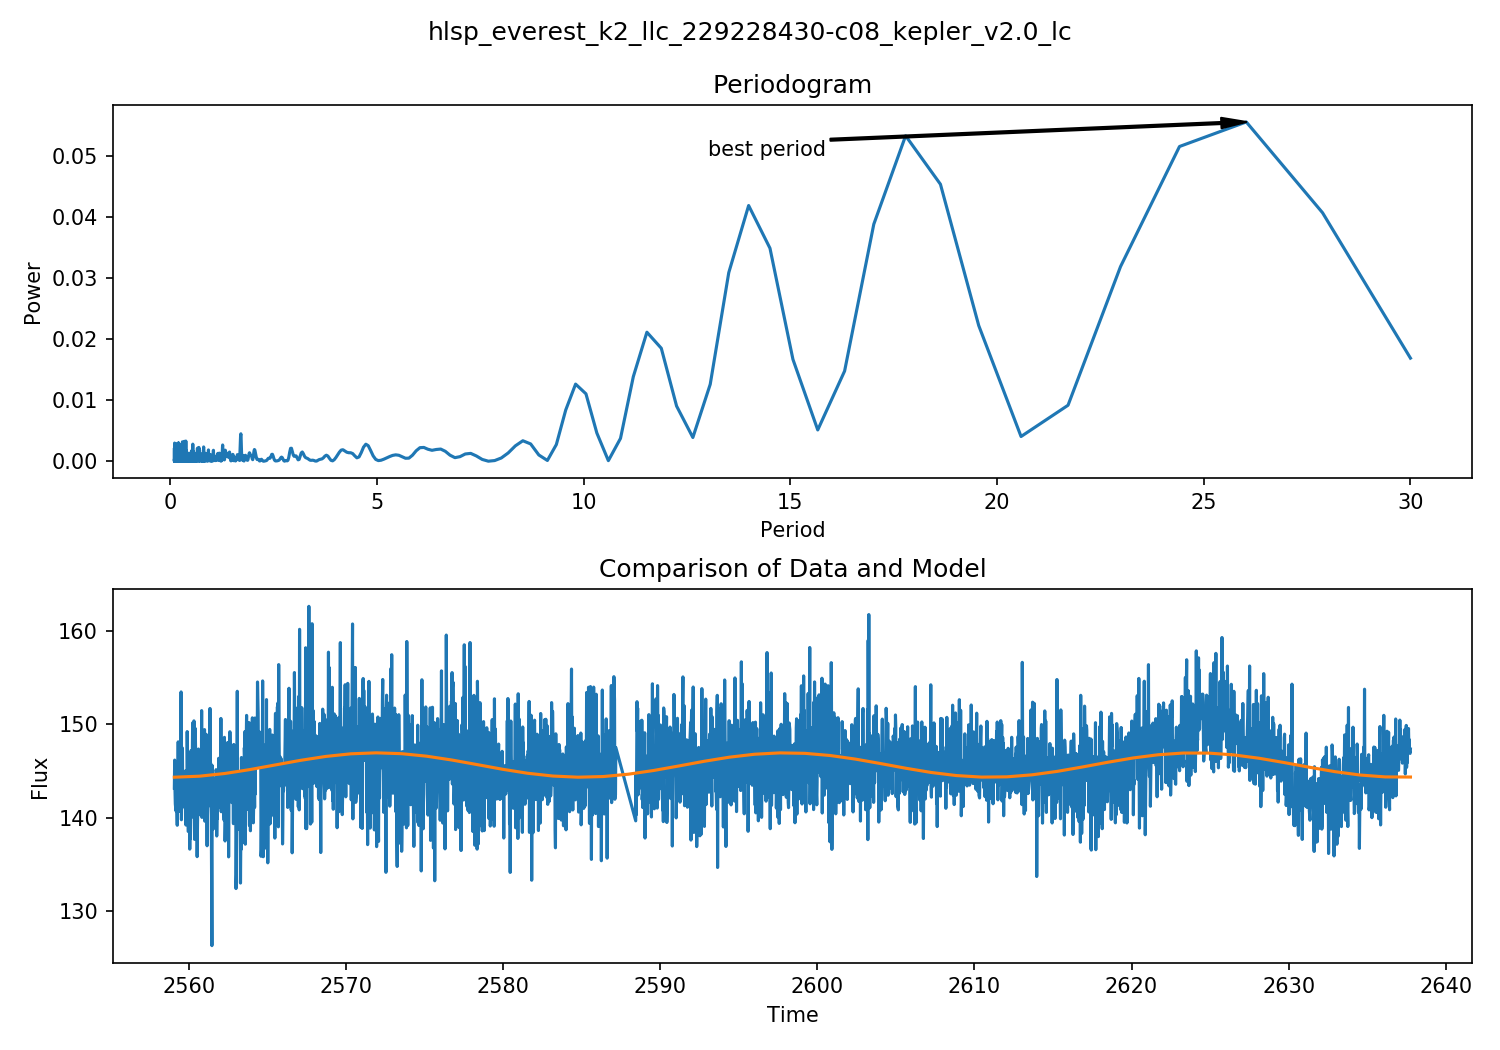 hlsp_everest_k2_llc_229228430-c08_kepler_v2.0_lc
Periodogram
best period
Power
0.05
0.04
0.03
0.02
0.01
0.00
0 5 10 15 20 25 30
Period
Comparison of Data and Model
Flux
160
150
140
130
2560 2570 2580 2590 2600 2610 2620 2630 2640
Time